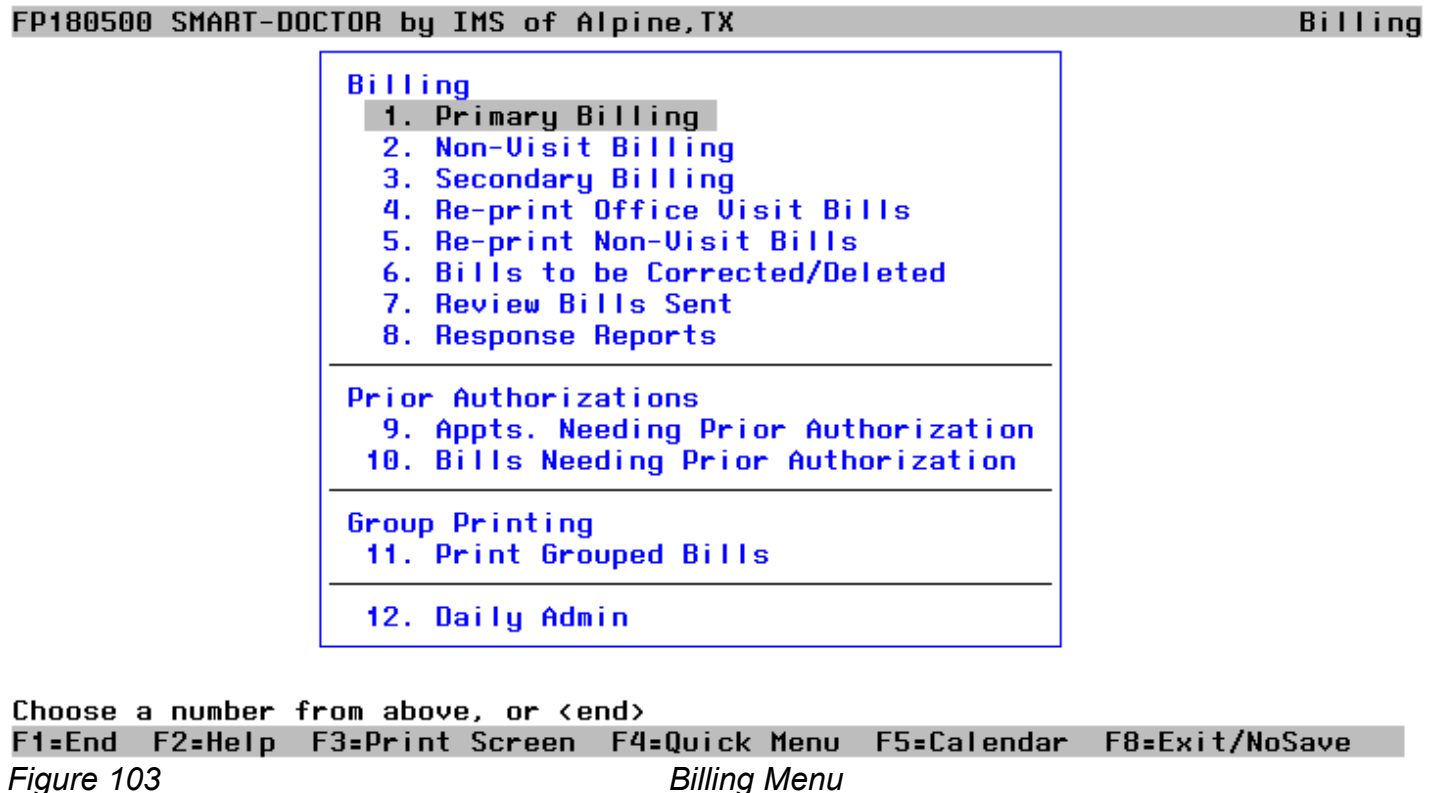 FP180500 SMART-DOCTOR by IMS of Alpine,TX Billing
Billing
1. Primary Billing
2. Non-Visit Billing
3. Secondary Billing
4. Re-print Office Visit Bills
5. Re-print Non-Visit Bills
6. Bills to be Corrected/Deleted
7. Review Bills Sent
8. Response Reports
Prior Authorizations
9. Appts. Needing Prior Authorization
10. Bills Needing Prior Authorization
Group Printing
11. Print Grouped Bills
12. Daily Admin
Choose a number from above, or <end>
F1=End F2=Help F3=Print Screen F4=Quick Menu F5=Calendar F8=Exit/NoSave
Figure 103 Billing Menu